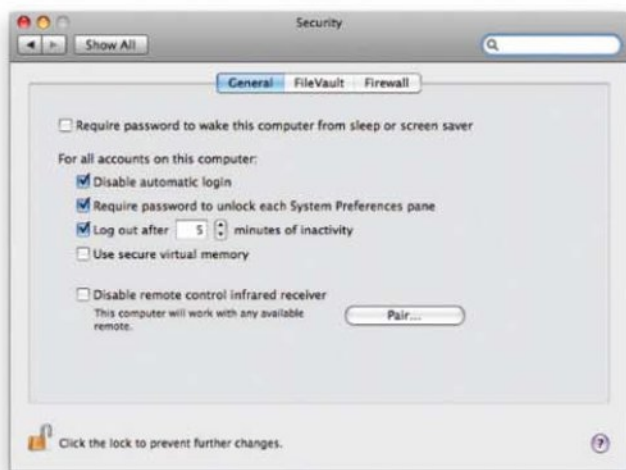 Security
Show All
General FileVault Firewall
Require password to wake this computer from sleep or screen saver
For all accounts on this computer:
Disable automatic login
Require password to unlock each System Preferences pane
Log out after 5 minutes of inactivity
Use secure virtual memory
Disable remote control infrared receiver
This computer will work with any available
remote.
Pair...
Click the lock to prevent further changes.
?